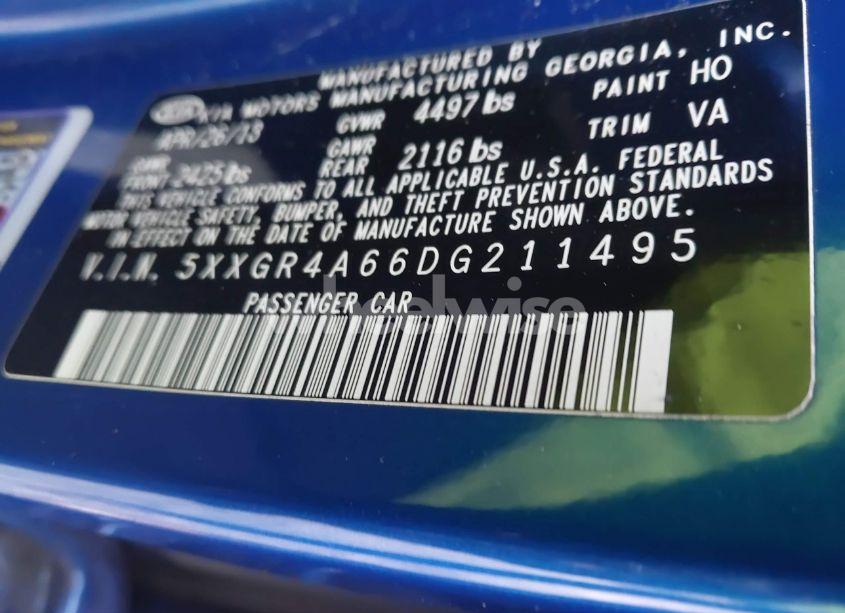 MANUFACTURED BY
KIA MOTORS MANUFACTURING GEORGIA, INC.
APR/26/13 GVWR 4497 lbs PAINT HO
GAWR FRONT 2425 lbs GAWR REAR 2116 lbs TRIM VA
THIS VEHICLE CONFORMS TO ALL APPLICABLE U.S.A. FEDERAL
MOTOR VEHICLE SAFETY, BUMPER, AND THEFT PREVENTION STANDARDS
IN EFFECT ON THE DATE OF MANUFACTURE SHOWN ABOVE.
V.I.N. 5XXGR4A66DG211495
PASSENGER CAR